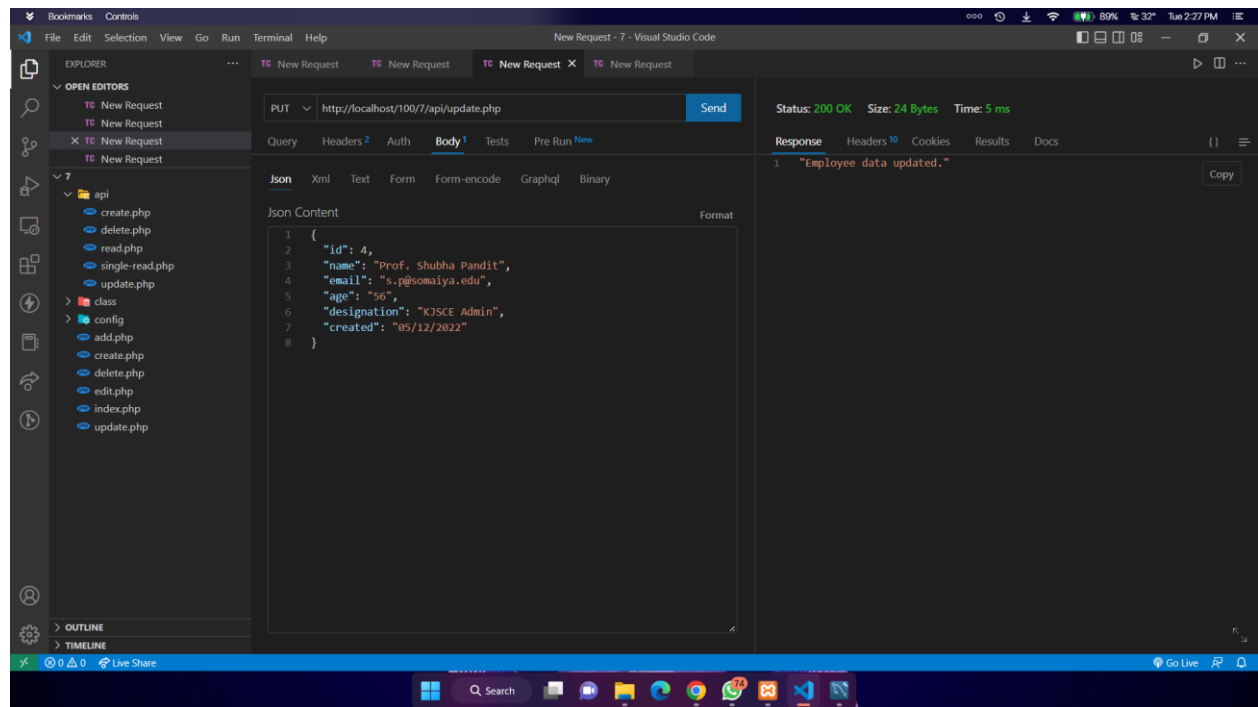 Bookmarks Controls
89% 32° Tue 2:27 PM
File Edit Selection View Go Run Terminal Help
New Request - 7 - Visual Studio Code
EXPLORER
TC New Request TC New Request TC New Request TC New Request
OPEN EDITORS
TC New Request
TC New Request
TC New Request
TC New Request
7
api
create.php
delete.php
read.php
single-read.php
update.php
class
config
add.php
create.php
delete.php
edit.php
index.php
update.php
OUTLINE
TIMELINE
PUT http://localhost/100/7/api/update.php Send
Query Headers 2 Auth Body 1 Tests Pre Run New
Json Xml Text Form Form-encode Graphql Binary
Json Content Format
1 {
2 "id": 4,
3 "name": "Prof. Shubha Pandit",
4 "email": "s.p@somaiya.edu",
5 "age": "56",
6 "designation": "KJSCE Admin",
7 "created": "05/12/2022"
8 }
Status: 200 OK Size: 24 Bytes Time: 5 ms
Response Headers 10 Cookies Results Docs {}
1 "Employee data updated."
Copy
0 0 Live Share
Go Live
Search
74